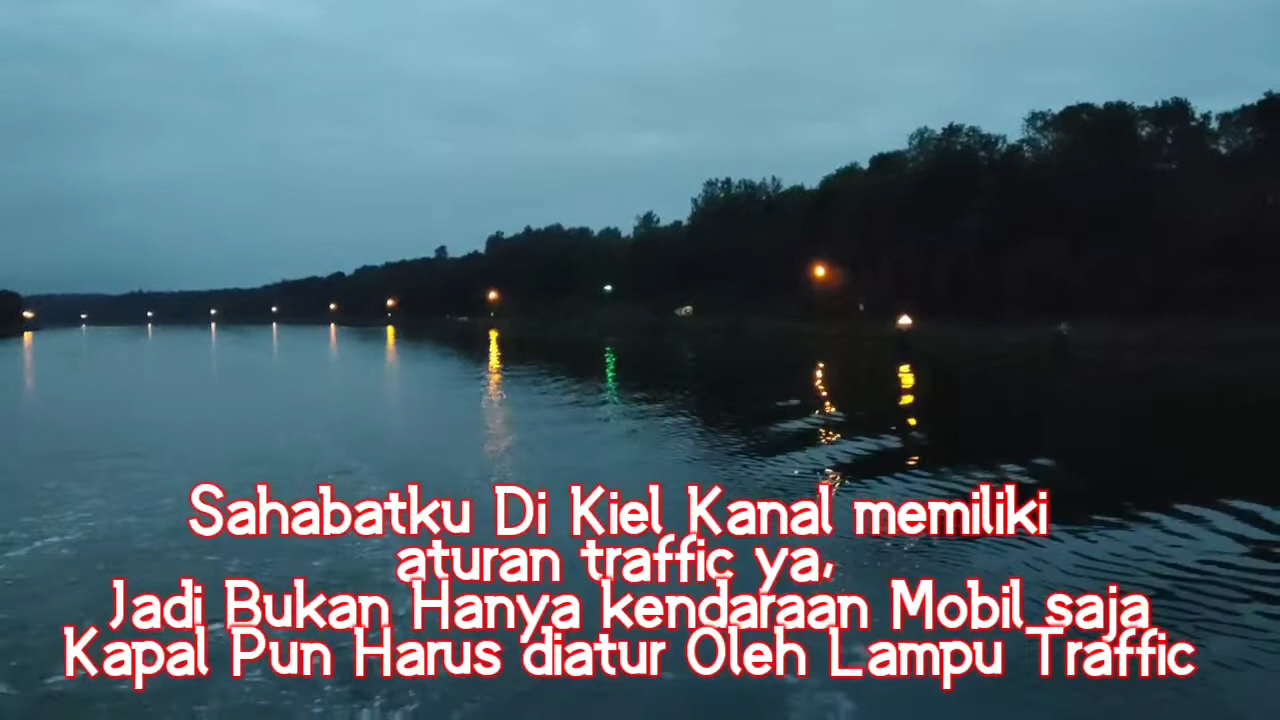 Sahabatku Di Kiel Kanal memiliki
aturan traffic ya,
Jadi Bukan Hanya kendaraan Mobil saja
Kapal Pun Harus diatur Oleh Lampu Traffic